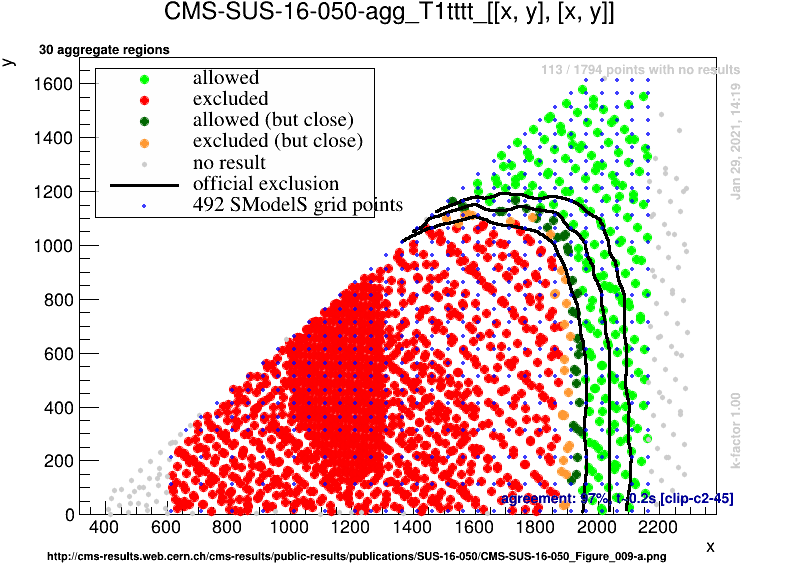 CMS-SUS-16-050-agg_T1tttt_[[x, y], [x, y]]
30 aggregate regions
y
113 / 1794 points with no results
allowed
excluded
allowed (but close)
excluded (but close)
no result
official exclusion
492 SModelS grid points
1600
1400
1200
1000
800
600
400
200
0
Jan 29, 2021, 14:19
k-factor 1.00
agreement: 97%, t~0.2s [clip-c2-45]
400 600 800 1000 1200 1400 1600 1800 2000 2200
x
http://cms-results.web.cern.ch/cms-results/public-results/publications/SUS-16-050/CMS-SUS-16-050_Figure_009-a.png